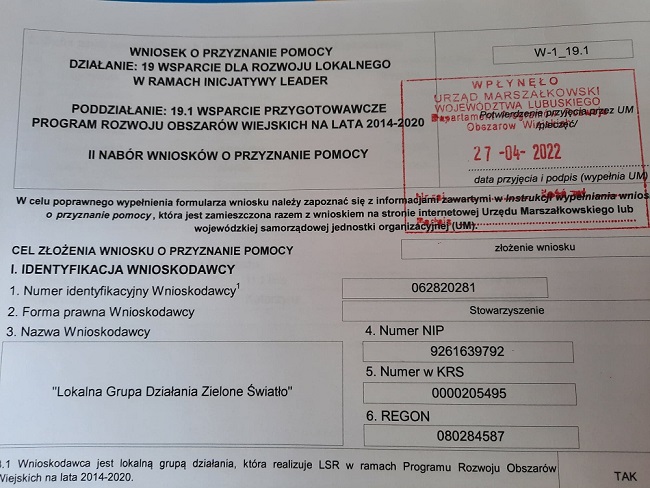 WNIOSEK O PRZYZNANIE POMOCY
DZIAŁANIE: 19 WSPARCIE DLA ROZWOJU LOKALNEGO
W RAMACH INICJATYWY LEADER
PODDZIAŁANIE: 19.1 WSPARCIE PRZYGOTOWAWCZE
PROGRAM ROZWOJU OBSZARÓW WIEJSKICH NA LATA 2014-2020
II NABÓR WNIOSKÓW O PRZYZNANIE POMOCY
W-1_19.1
WPŁYNĘŁO
URZĄD MARSZAŁKOWSKI
WOJEWÓDZTWA LUBUSKIEGO
Potwierdzenie przyjęcia przez UM
/pieczęć/
Obszarów
27 -04- 2022
data przyjęcia i podpis (wypełnia UM)
W celu poprawnego wypełnienia formularza wniosku należy zapoznać się z informacjami zawartymi w Instrukcji wypełniania wnios
o przyznanie pomocy, która jest zamieszczona razem z wnioskiem na stronie internetowej Urzędu Marszałkowskiego lub
wojewódzkiej samorządowej jednostki organizacyjnej (UM).
CEL ZŁOŻENIA WNIOSKU O PRZYZNANIE POMOCY
złożenie wniosku
I. IDENTYFIKACJA WNIOSKODAWCY
1. Numer identyfikacyjny Wnioskodawcy1
062820281
2. Forma prawna Wnioskodawcy
Stowarzyszenie
3. Nazwa Wnioskodawcy
"Lokalna Grupa Działania Zielone Światło"
4. Numer NIP
9261639792
5. Numer w KRS
0000205495
6. REGON
080284587
.1 Wnioskodawca jest lokalną grupą działania, która realizuje LSR w ramach Programu Rozwoju Obszarów
Wiejskich na lata 2014-2020.
TAK